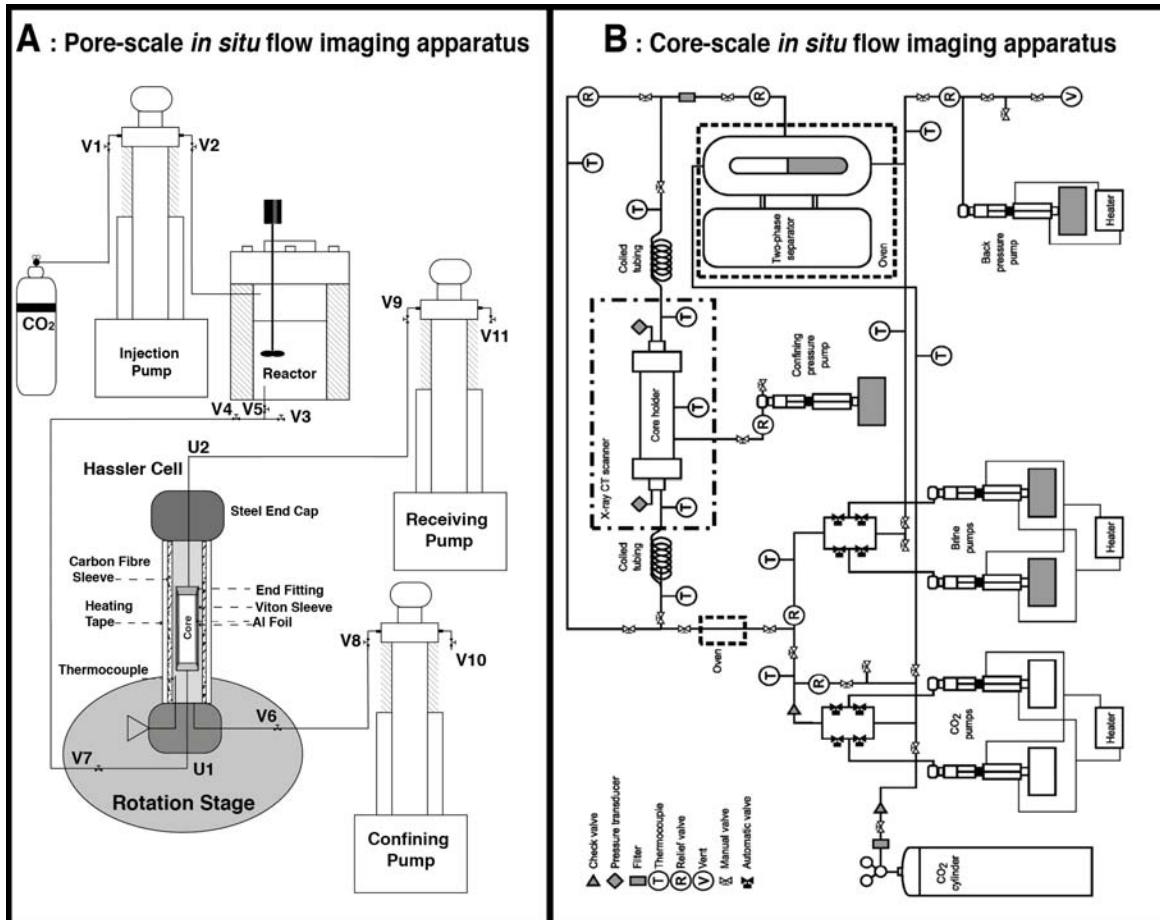 A : Pore-scale in situ flow imaging apparatus
V1
V2
CO2
Injection
Pump
Reactor
V4
V5
V3
V9
V11
U2
Hassler Cell
Steel End Cap
Receiving
Pump
Carbon Fibre
Sleeve
End Fitting
Heating
Tape
Viton Sleeve
Al Foil
Core
Thermocouple
V8
V10
V6
V7
U1
Rotation Stage
Confining
Pump
B : Core-scale in situ flow imaging apparatus
R
R
R
V
T
T
T
Two-phase
separator
Oven
Coiled
tubing
Back
pressure
pump
Heater
T
T
T
X-ray CT scanner
Core holder
T
Confining
pressure
pump
R
T
Coiled
tubing
T
T
R
Brine
pumps
Heater
Oven
T
R
CO2
pumps
Heater
Check valve
Pressure transducer
Filter
T
Thermocouple
R
Relief valve
V
Vent
Manual valve
Automatic valve
CO2
cylinder